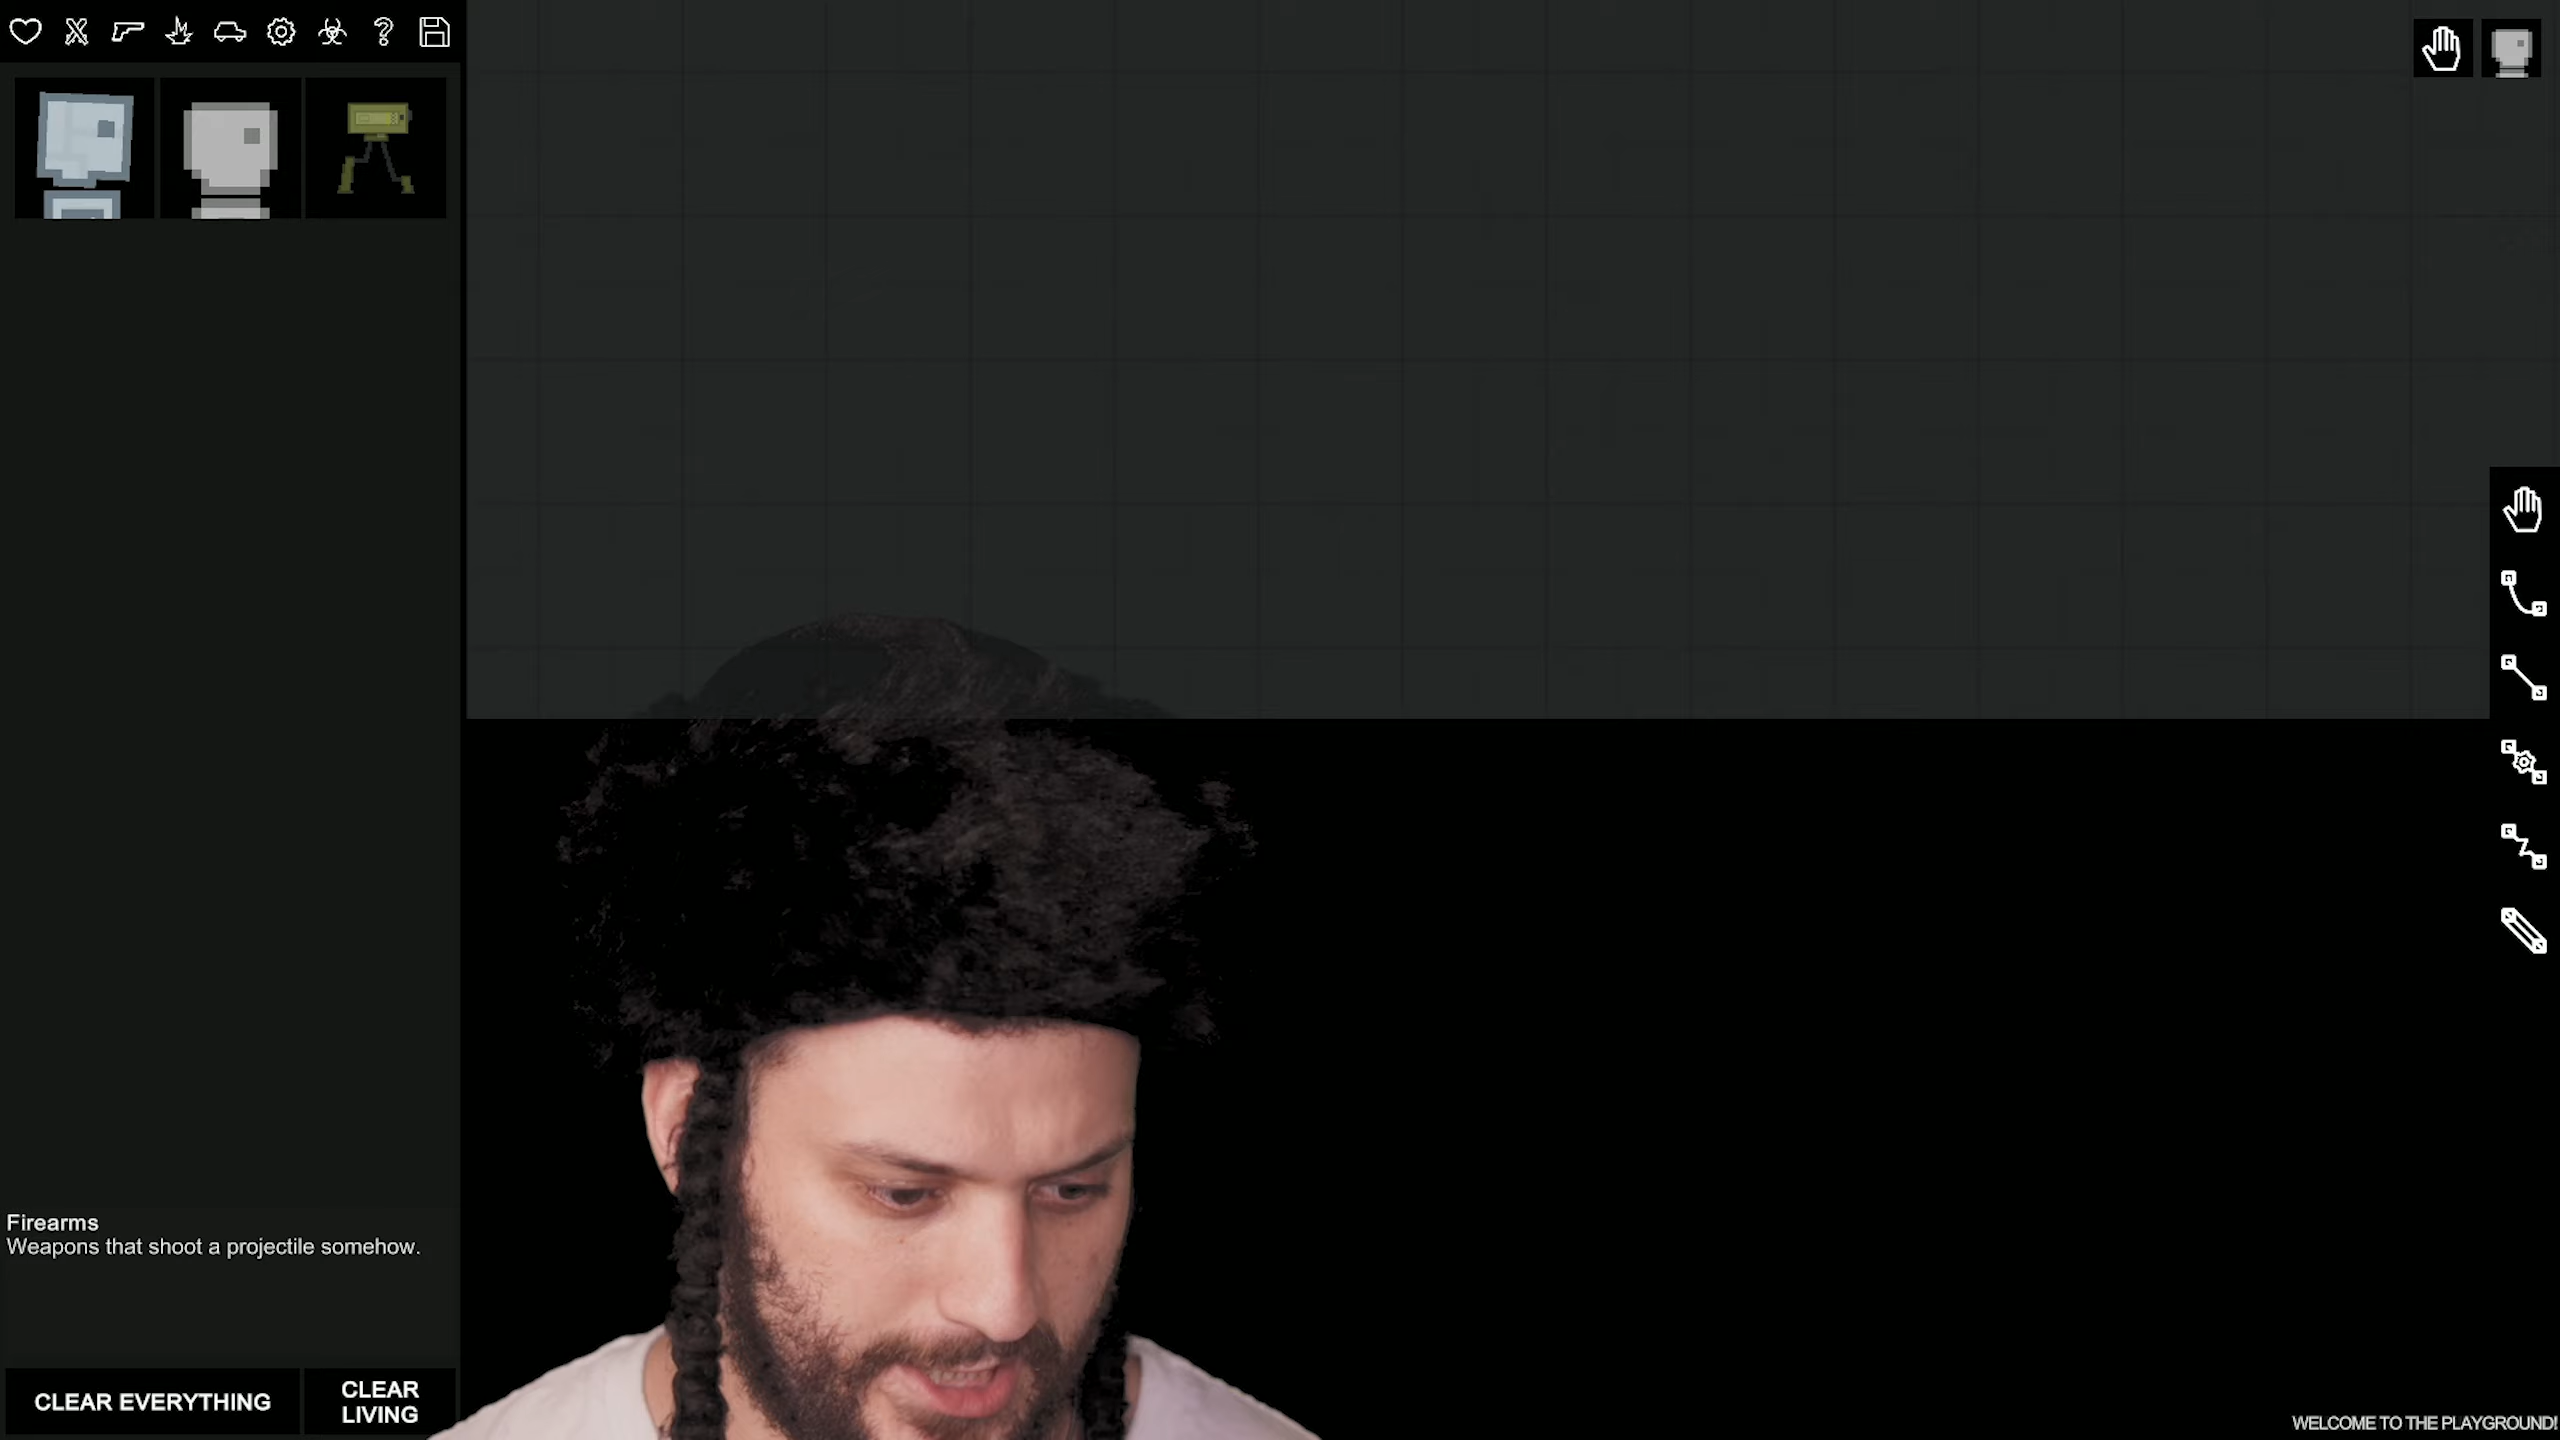 Firearms
Weapons that shoot a projectile somehow.
CLEAR EVERYTHING
CLEAR
LIVING
WELCOME TO THE PLAYGROUND!